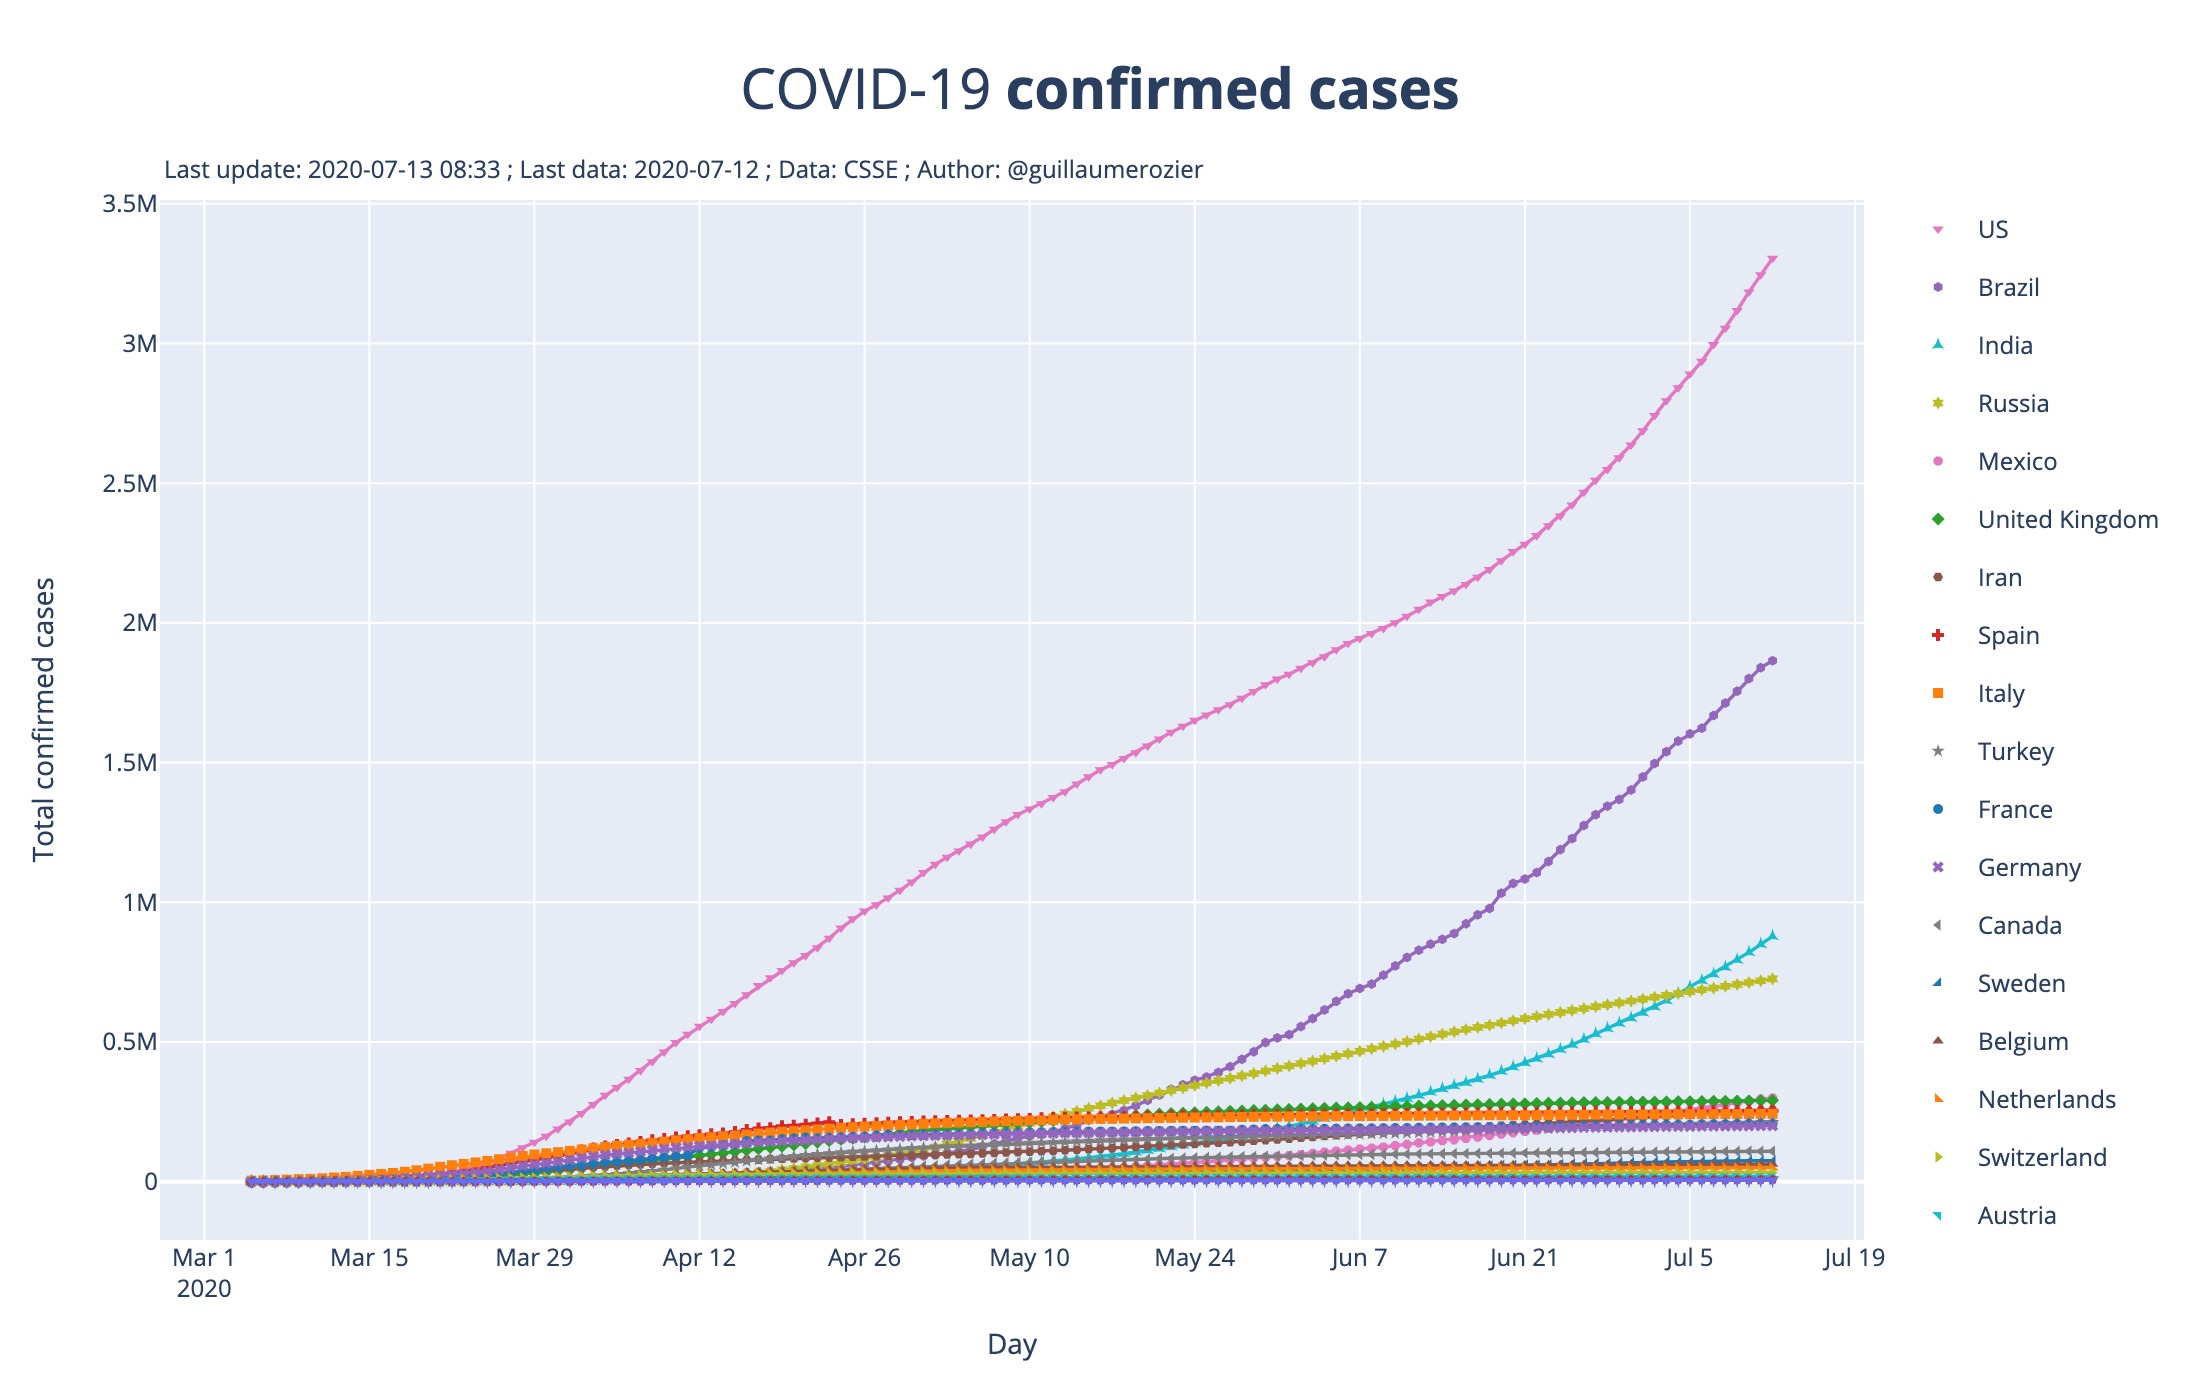 COVID-19 confirmed cases
Last update: 2020-07-13 08:33 ; Last data: 2020-07-12 ; Data: CSSE ; Author: @guillaumerozier
Total confirmed cases
3.5M
3M
2.5M
2M
1.5M
1M
0.5M
0
Mar 1
2020
Mar 15
Mar 29
Apr 12
Apr 26
May 10
May 24
Jun 7
Jun 21
Jul 5
Jul 19
Day
US
Brazil
India
Russia
Mexico
United Kingdom
Iran
Spain
Italy
Turkey
France
Germany
Canada
Sweden
Belgium
Netherlands
Switzerland
Austria